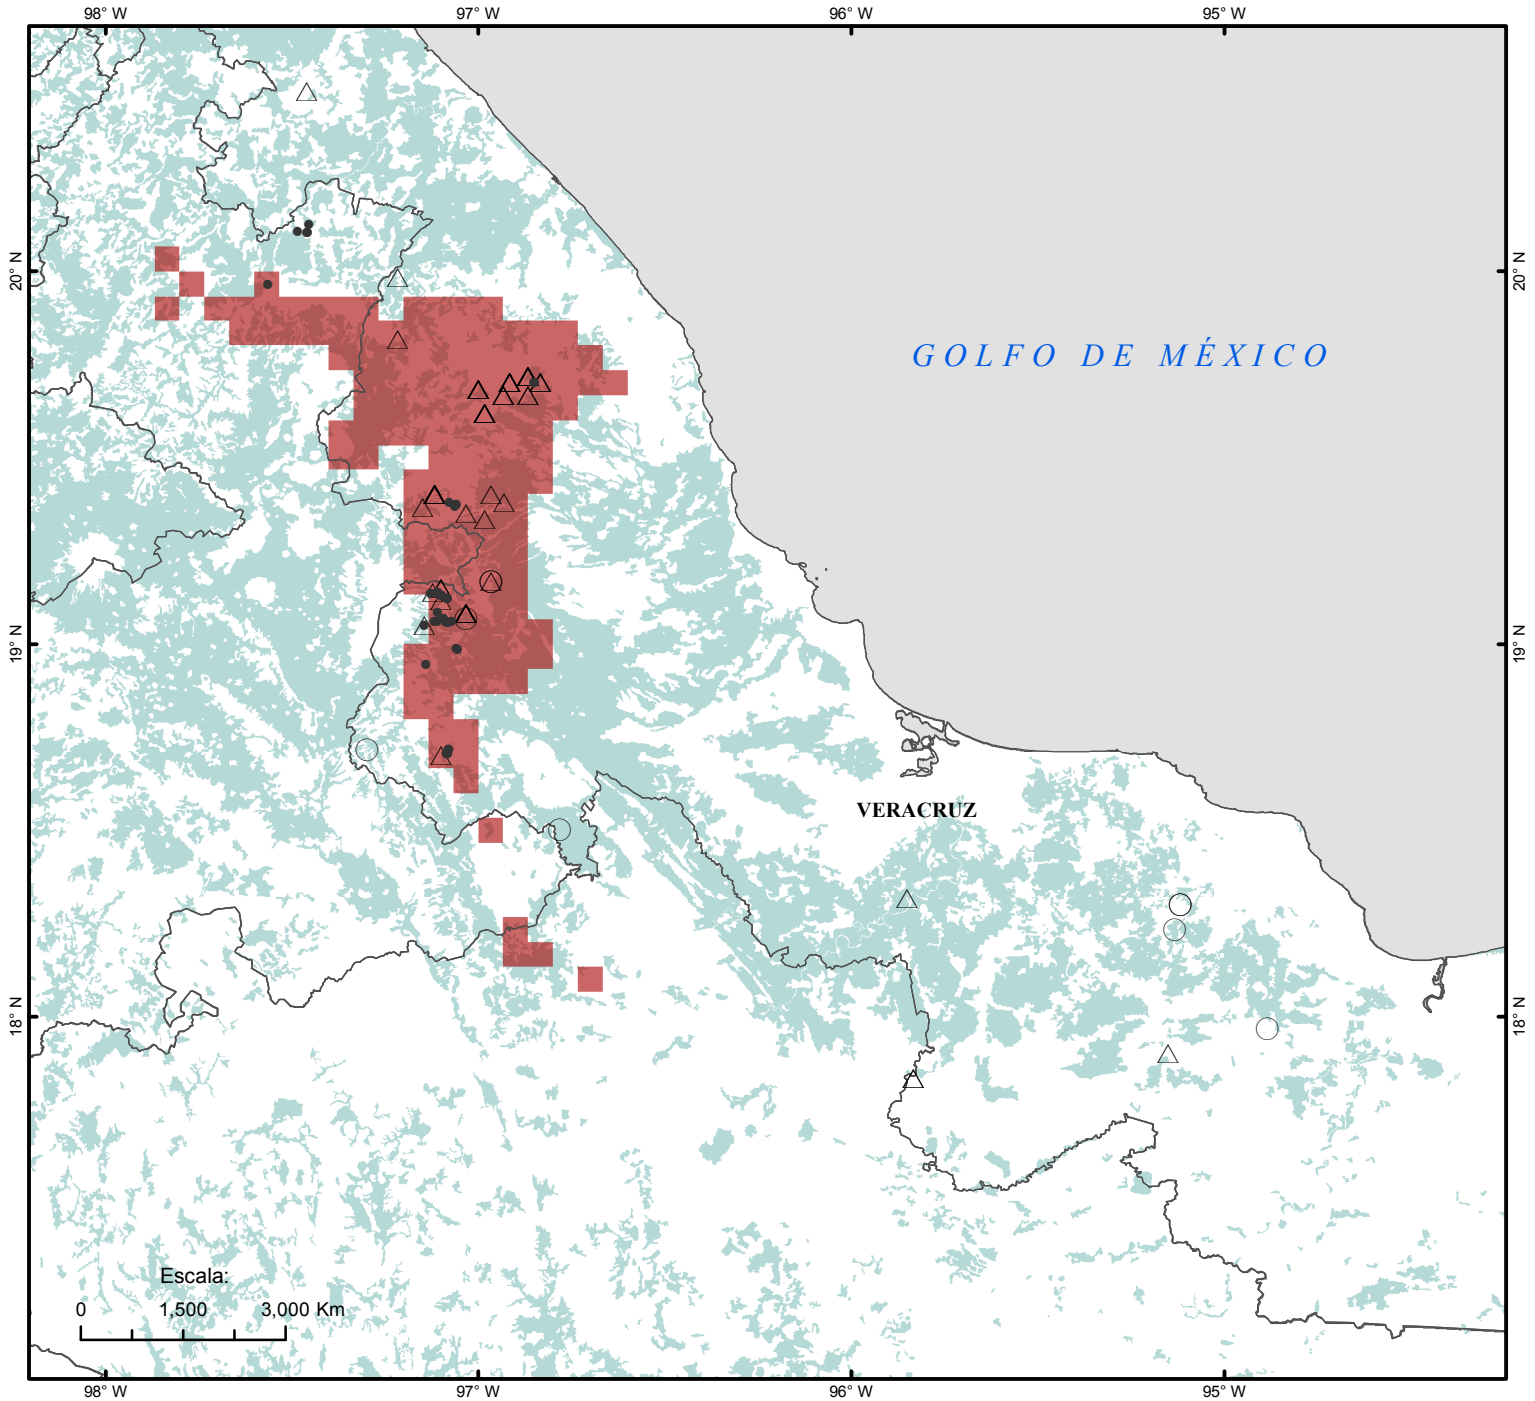 98° W 97° W 96° W 95° W
20° N 20° N
GOLFO DE MÉXICO
19° N 19° N
VERACRUZ
18° N 18° N
Escala:
0 1,500 3,000 Km
98° W 97° W 96° W 95° W